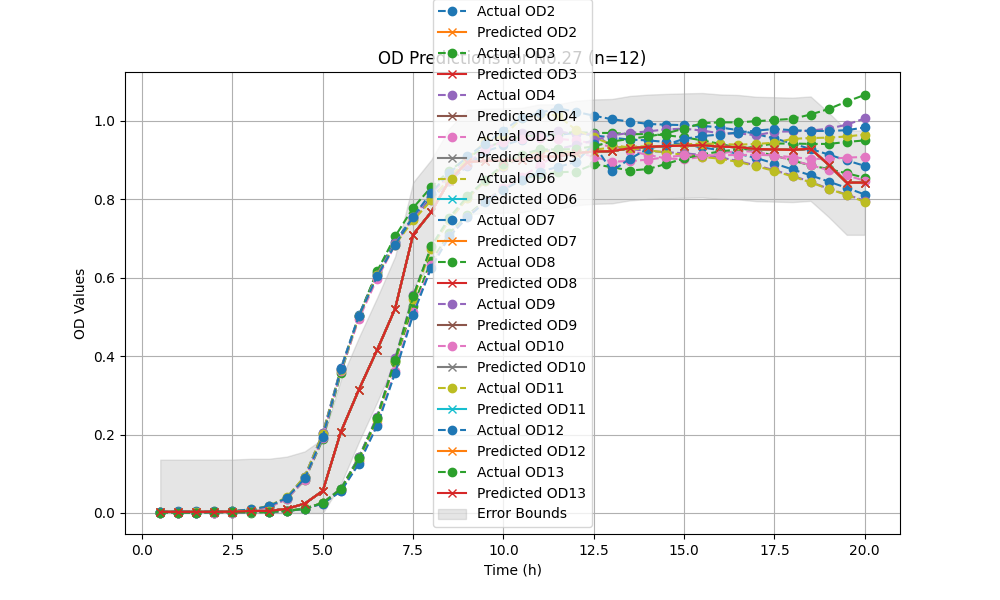 OD Predictions for No.27 (n=12)
Actual OD2
Predicted OD2
Actual OD3
Predicted OD3
Actual OD4
Predicted OD4
Actual OD5
Predicted OD5
Actual OD6
Predicted OD6
Actual OD7
Predicted OD7
Actual OD8
Predicted OD8
Actual OD9
Predicted OD9
Actual OD10
Predicted OD10
Actual OD11
Predicted OD11
Actual OD12
Predicted OD12
Actual OD13
Predicted OD13
Error Bounds
OD Values
1.0
0.8
0.6
0.4
0.2
0.0
0.0 2.5 5.0 7.5 10.0 12.5 15.0 17.5 20.0
Time (h)